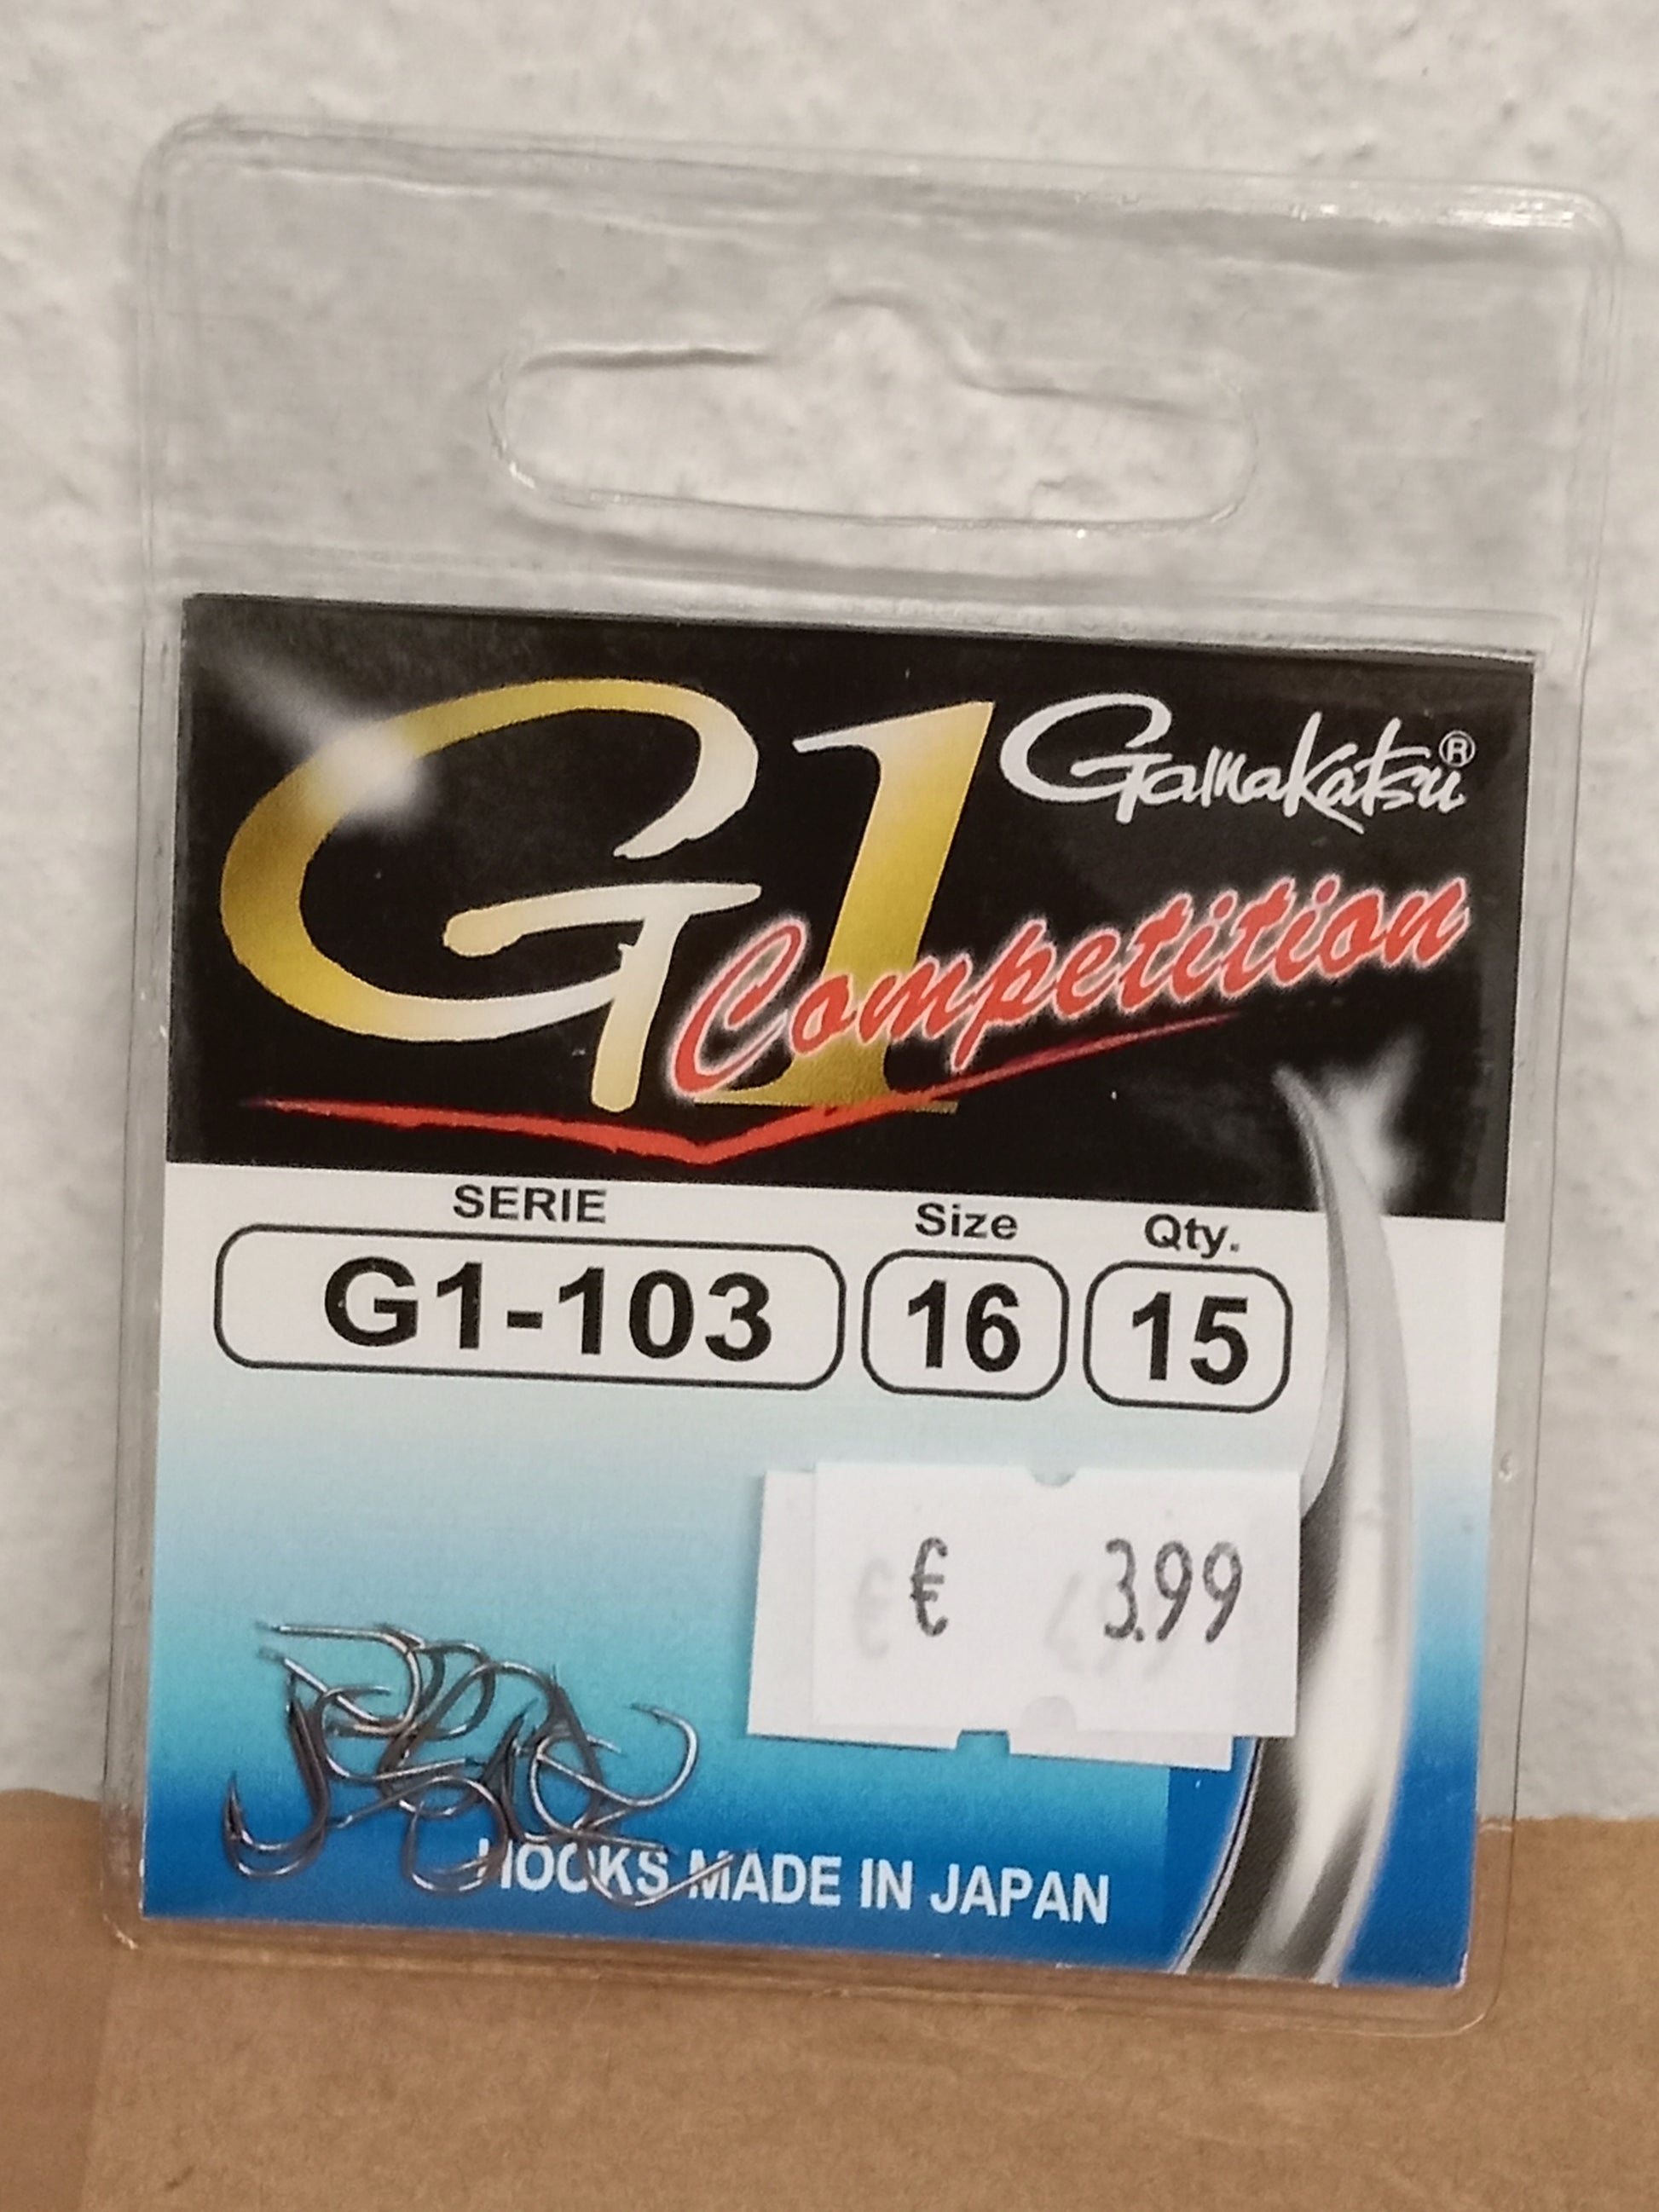 G1 Gamakatsu®
Competition
SERIE Size Qty.
G1-103 16 15
€ 3.99
HOOKS MADE IN JAPAN